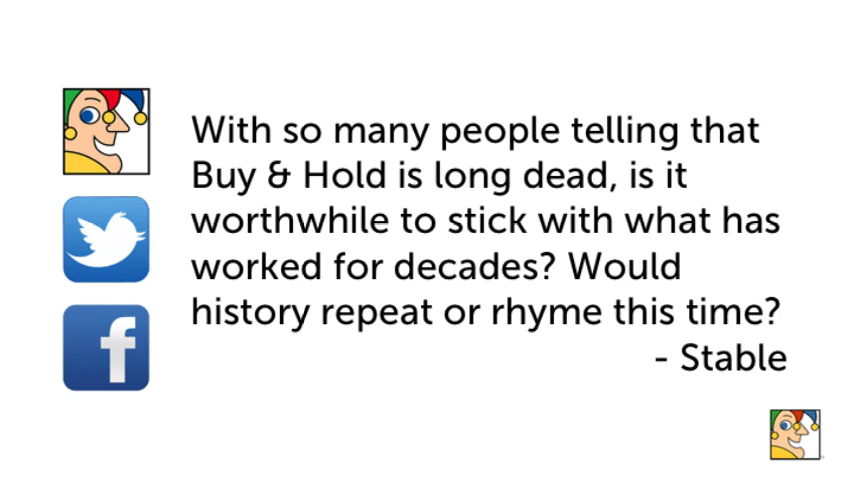 With so many people telling that
Buy & Hold is long dead, is it
worthwhile to stick with what has
worked for decades? Would
history repeat or rhyme this time?
- Stable